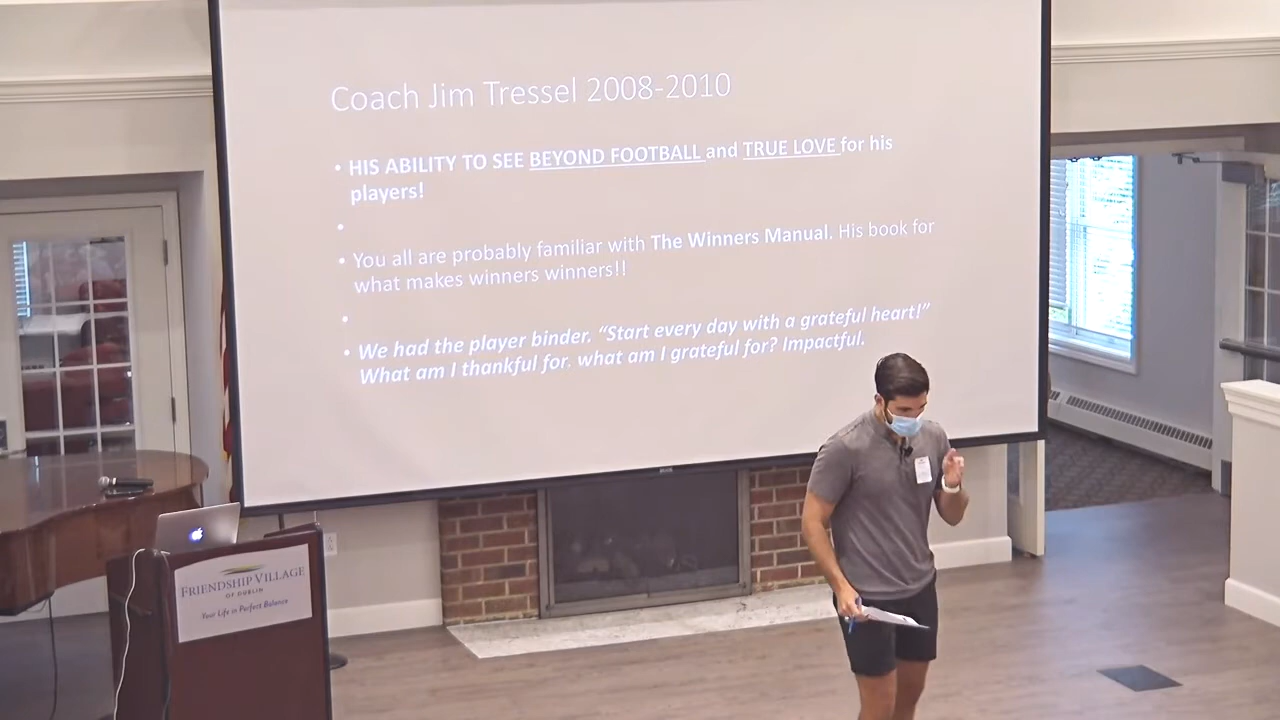 Coach Jim Tressel 2008-2010
• HIS ABILITY TO SEE BEYOND FOOTBALL and TRUE LOVE for his
players!
•
• You all are probably familiar with The Winners Manual. His book for
what makes winners winners!!
•
• We had the player binder. “Start every day with a grateful heart!”
What am I thankful for. what am I grateful for? Impactful.
FRIENDSHIP VILLAGE
OF DUBLIN
Your Life in Perfect Balance